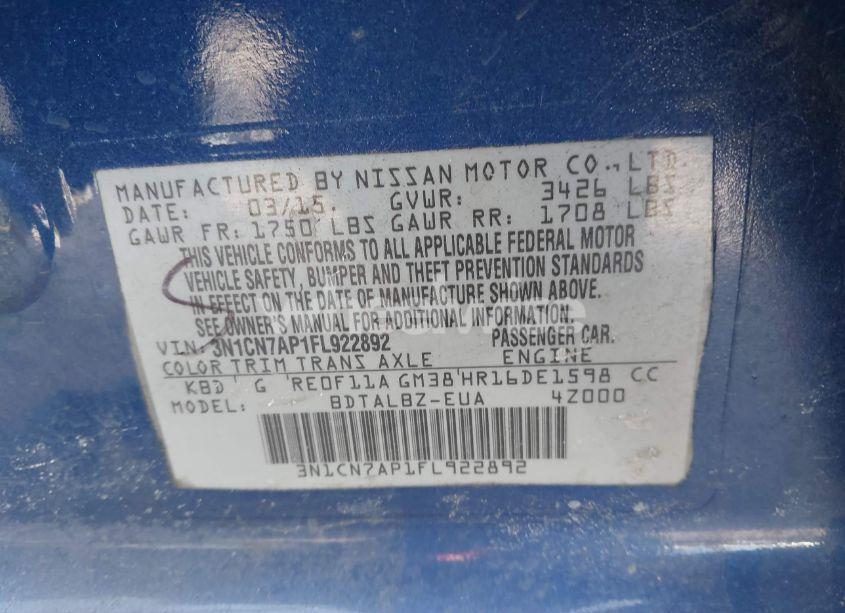 MANUFACTURED BY NISSAN MOTOR CO., LTD
DATE: 03/15. GVWR: 3426 LBS
GAWR FR: 1750 LBS GAWR RR: 1708 LBS
THIS VEHICLE CONFORMS TO ALL APPLICABLE FEDERAL MOTOR
VEHICLE SAFETY, BUMPER AND THEFT PREVENTION STANDARDS
IN EFFECT ON THE DATE OF MANUFACTURE SHOWN ABOVE.
SEE OWNER'S MANUAL FOR ADDITIONAL INFORMATION.
VIN: 3N1CN7AP1FL922892 PASSENGER CAR.
COLOR TRIM TRANS AXLE ENGINE
KBD G RE0F11A GM38 HR16DE1598 CC
MODEL: BDTALBZ-EUA 4Z000
3N1CN7AP1FL922892